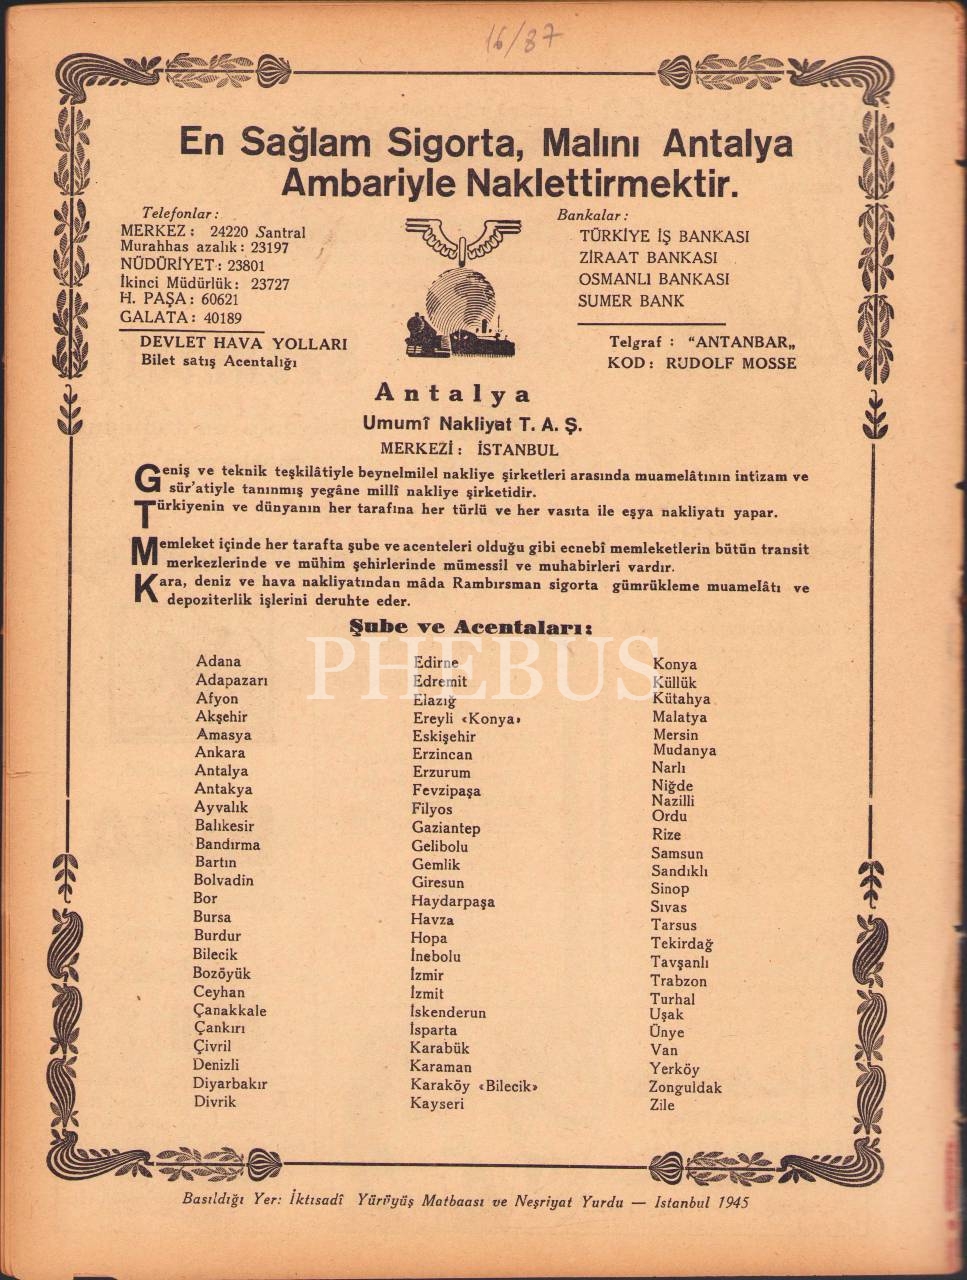 16/87
En Sağlam Sigorta, Malını Antalya
Ambariyle Naklettirmektir.
Telefonlar:
MERKEZ: 24220 Santral
Murahhas azalık: 23197
NÜDÜRİYET: 23801
İkinci Müdürlük: 23727
H. PAŞA: 60621
GALATA: 40189
DEVLET HAVA YOLLARI
Bilet satış Acentalığı
Bankalar:
TÜRKİYE İŞ BANKASI
ZİRAAT BANKASI
OSMANLI BANKASI
SUMER BANK
Telgraf : “ANTANBAR„
KOD: RUDOLF MOSSE
Antalya
Umumî Nakliyat T. A. Ş.
MERKEZİ: İSTANBUL
Geniş ve teknik teşkilâtiyle beynelmilel nakliye şirketleri arasında muamelâtının intizam ve
sür'atiyle tanınmış yegâne millî nakliye şirketidir.
Türkiyenin ve dünyanın her tarafına her türlü ve her vasıta ile eşya nakliyatı yapar.
Memleket içinde her tarafta şube ve acenteleri olduğu gibi ecnebî memleketlerin bütün transit
merkezlerinde ve mühim şehirlerinde mümessil ve muhabirleri vardır.
Kara, deniz ve hava nakliyatından mâda Rambırsman sigorta gümrükleme muamelâtı ve
depoziterlik işlerini deruhte eder.
Şube ve Acentaları:
PHEBUS
Adana
Adapazarı
Afyon
Akşehir
Amasya
Ankara
Antalya
Antakya
Ayvalık
Balıkesir
Bandırma
Bartın
Bolvadin
Bor
Bursa
Burdur
Bilecik
Bozöyük
Ceyhan
Çanakkale
Çankırı
Çivril
Denizli
Diyarbakır
Divrik
Edirne
Edremit
Elazığ
Ereyli «Konya»
Eskişehir
Erzincan
Erzurum
Fevzipaşa
Filyos
Gaziantep
Gelibolu
Gemlik
Giresun
Haydarpaşa
Havza
Hopa
İnebolu
İzmir
İzmit
İskenderun
İsparta
Karabük
Karaman
Karaköy «Bilecik»
Kayseri
Konya
Küllük
Kütahya
Malatya
Mersin
Mudanya
Narlı
Niğde
Nazilli
Ordu
Rize
Samsun
Sandıklı
Sinop
Sıvas
Tarsus
Tekirdağ
Tavşanlı
Trabzon
Turhal
Uşak
Ünye
Van
Yerköy
Zonguldak
Zile
Basıldığı Yer: İktısadî Yürüyüş Matbaası ve Neşriyat Yurdu — Istanbul 1945